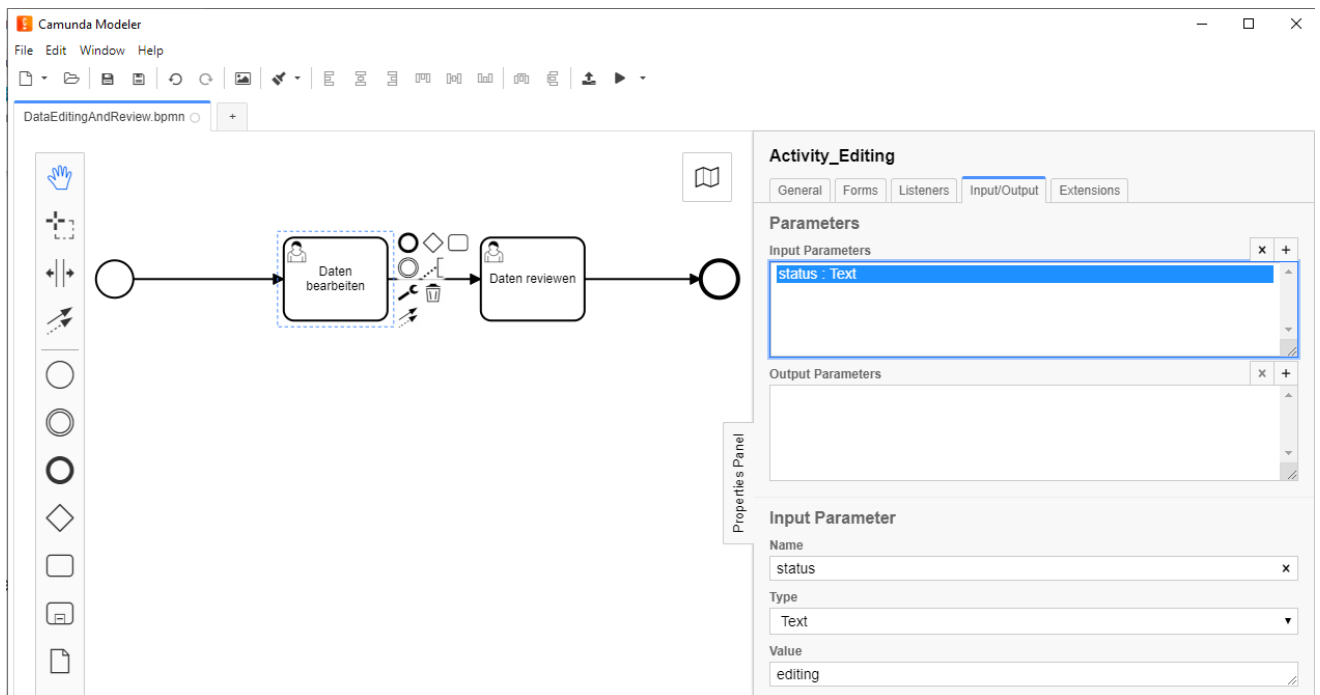 Camunda Modeler
File Edit Window Help
DataEditingAndReview.bpmn
+
Daten
bearbeiten
Daten reviewen
Properties Panel
Activity_Editing
General Forms Listeners Input/Output Extensions
Parameters
Input Parameters x +
status : Text
Output Parameters x +
Input Parameter
Name
status x
Type
Text
Value
editing